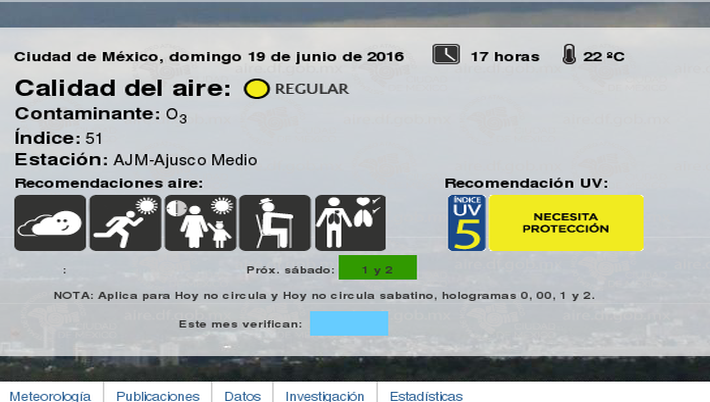 Ciudad de México, domingo 19 de junio de 2016 17 horas 22 ºC
Calidad del aire: REGULAR
Contaminante: O3
Índice: 51
Estación: AJM-Ajusco Medio
Recomendaciones aire: Recomendación UV:
ÍNDICE
UV
5
NECESITA
PROTECCIÓN
: Próx. sábado: 1 y 2
NOTA: Aplica para Hoy no circula y Hoy no circula sabatino, hologramas 0, 00, 1 y 2.
Este mes verifican:
Meteorología Publicaciones Datos Investigación Estadísticas